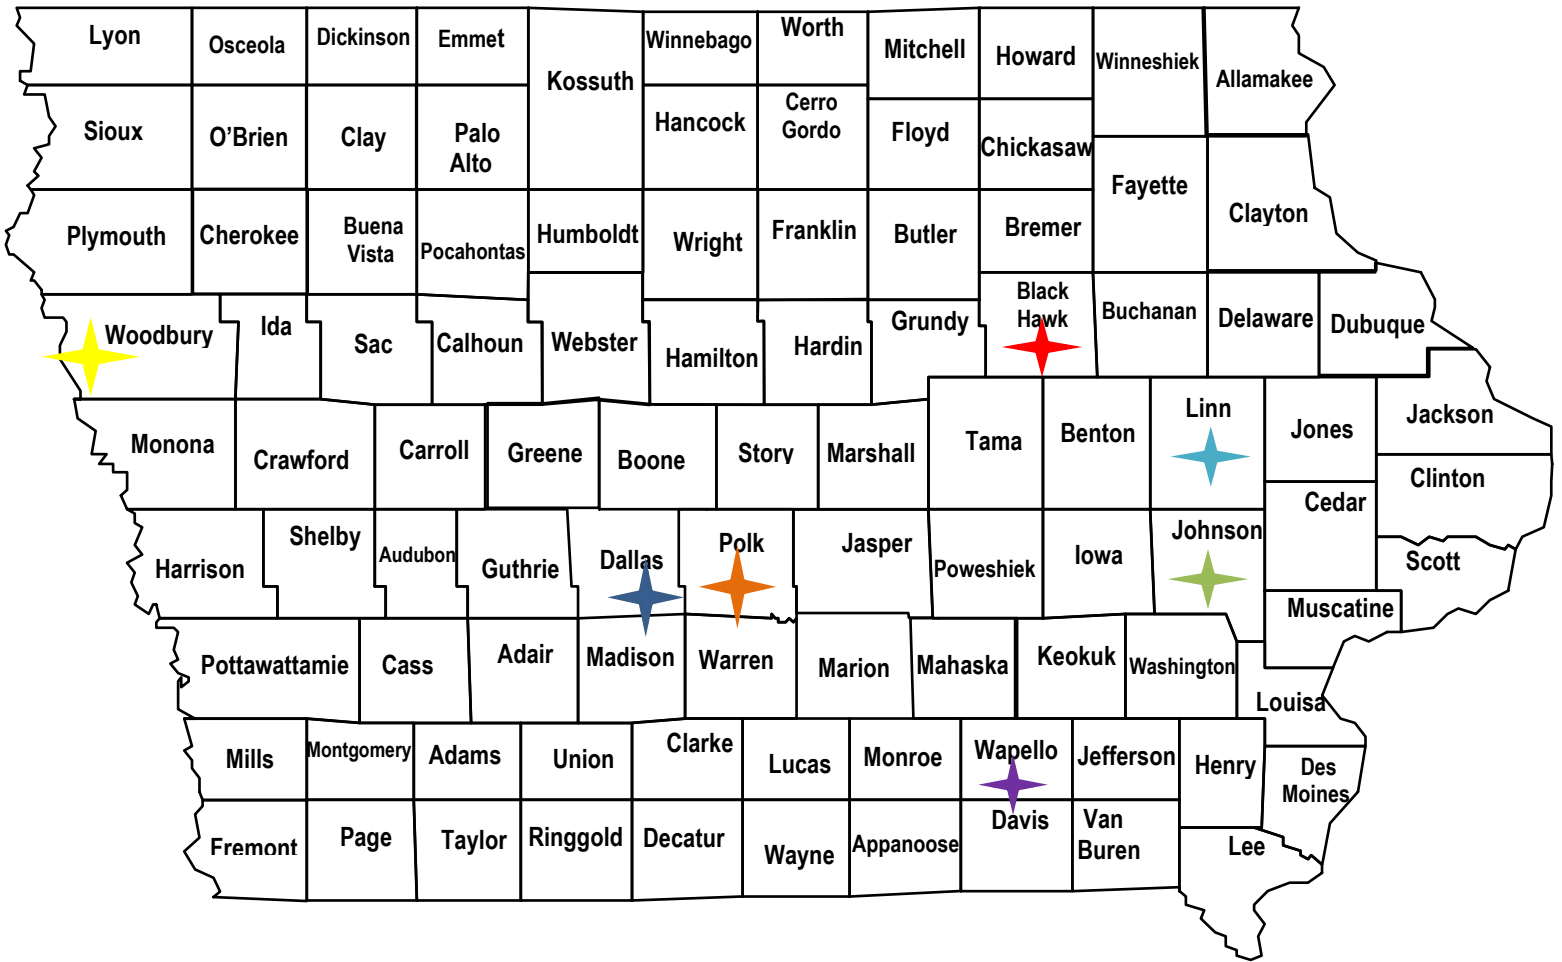 Lyon
Osceola
Dickinson
Emmet
Kossuth
Winnebago
Worth
Mitchell
Howard
Winneshiek
Allamakee
Sioux
O’Brien
Clay
Palo
Alto
Hancock
Cerro
Gordo
Floyd
Chickasaw
Fayette
Clayton
Plymouth
Cherokee
Buena
Vista
Pocahontas
Humboldt
Wright
Franklin
Butler
Bremer
Woodbury
Ida
Sac
Calhoun
Webster
Hamilton
Hardin
Grundy
Black
Hawk
Buchanan
Delaware
Dubuque
Monona
Crawford
Carroll
Greene
Boone
Story
Marshall
Tama
Benton
Linn
Jones
Jackson
Clinton
Cedar
Harrison
Shelby
Audubon
Guthrie
Dallas
Polk
Jasper
Poweshiek
Iowa
Johnson
Scott
Muscatine
Pottawattamie
Cass
Adair
Madison
Warren
Marion
Mahaska
Keokuk
Washington
Louisa
Mills
Montgomery
Adams
Union
Clarke
Lucas
Monroe
Wapello
Jefferson
Henry
Des
Moines
Fremont
Page
Taylor
Ringgold
Decatur
Wayne
Appanoose
Davis
Van
Buren
Lee